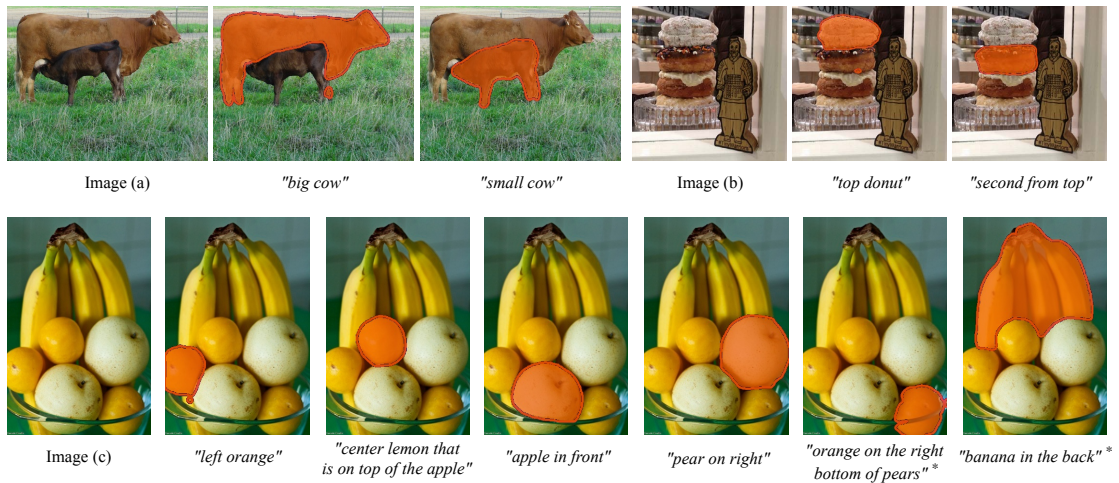 Image (a)
"big cow"
"small cow"
Image (b)
"top donut"
"second from top"
Image (c)
"left orange"
"center lemon that
is on top of the apple"
"apple in front"
"pear on right"
"orange on the right
bottom of pears" *
"banana in the back" *